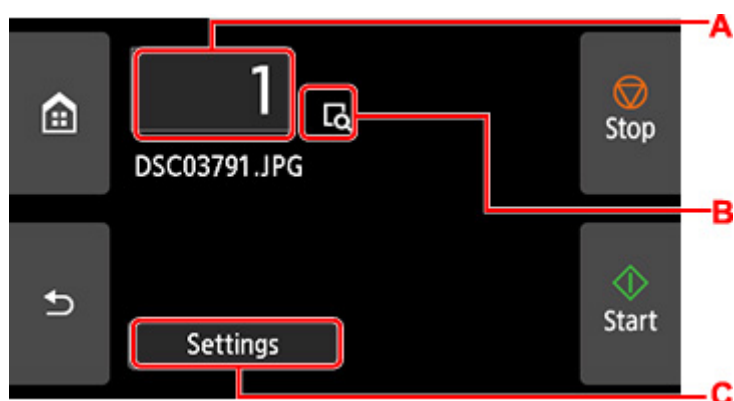 A
1
Stop
DSC03791.JPG
B
Start
Settings
C